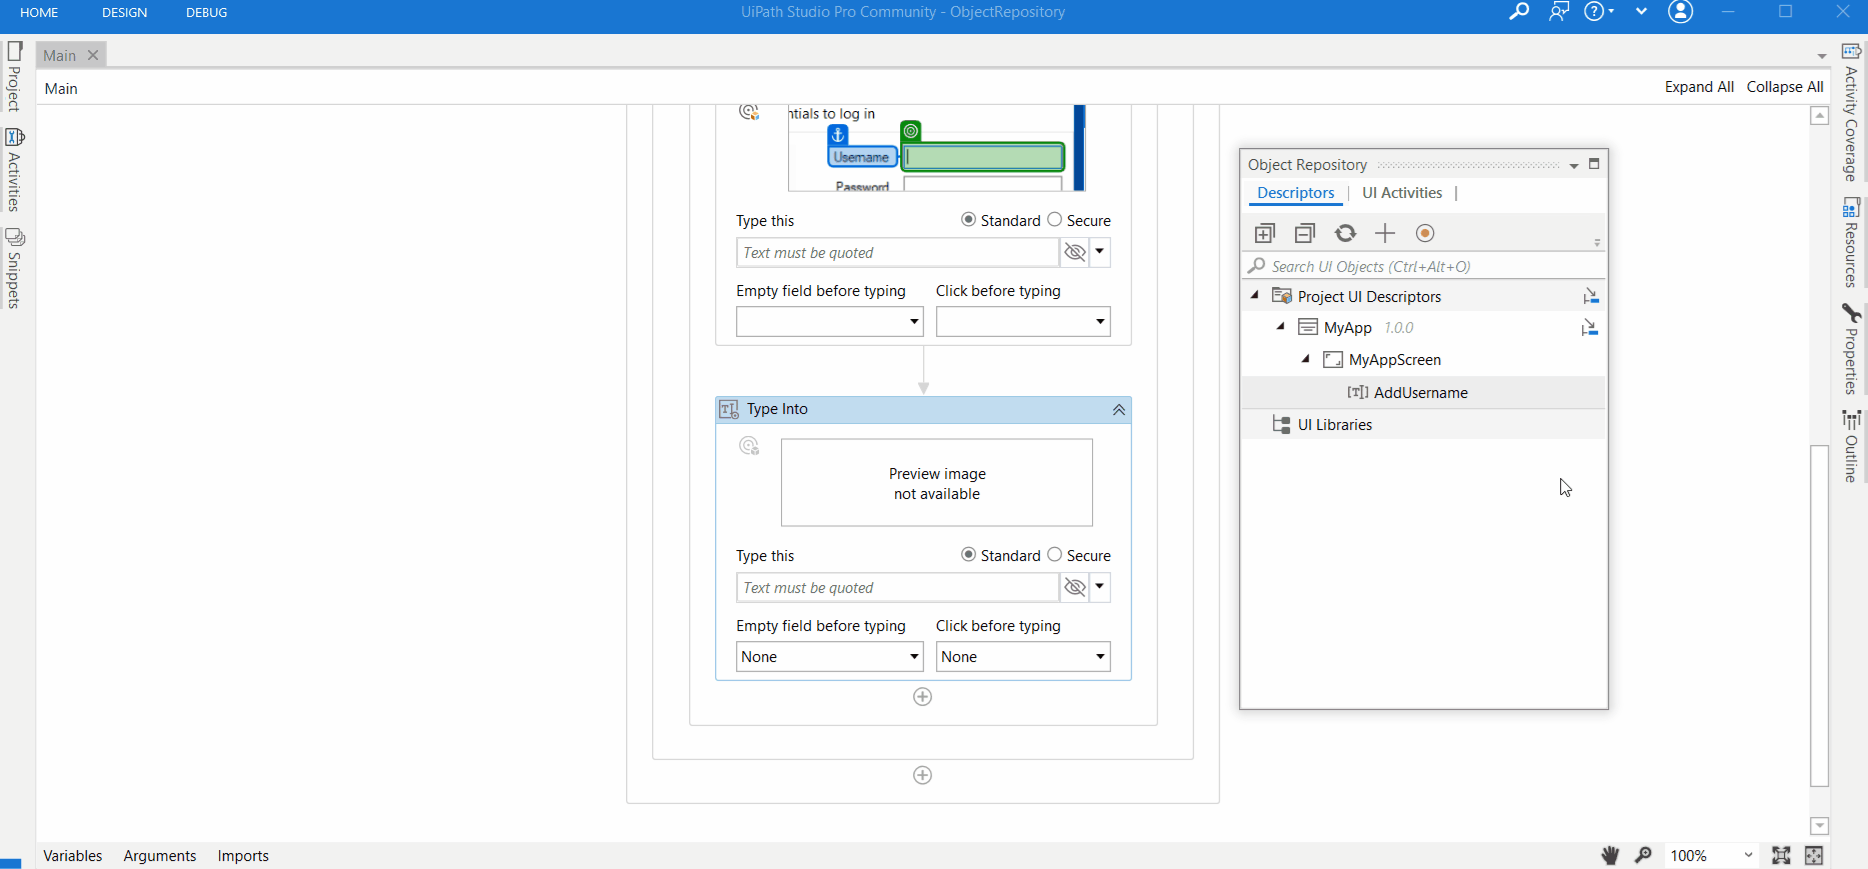 HOME DESIGN DEBUG
UiPath Studio Pro Community - ObjectRepository
Project
Activities
Snippets
Main
Main
Expand All Collapse All
ntials to log in
Username
Password
Type this
Standard Secure
Text must be quoted
Empty field before typing Click before typing
Type Into
Preview image
not available
Type this
Standard Secure
Text must be quoted
Empty field before typing Click before typing
None None
Object Repository
Descriptors | UI Activities |
Search UI Objects (Ctrl+Alt+O)
Project UI Descriptors
MyApp 1.0.0
MyAppScreen
AddUsername
UI Libraries
Activity Coverage
Resources
Properties
Outline
Variables Arguments Imports
100%